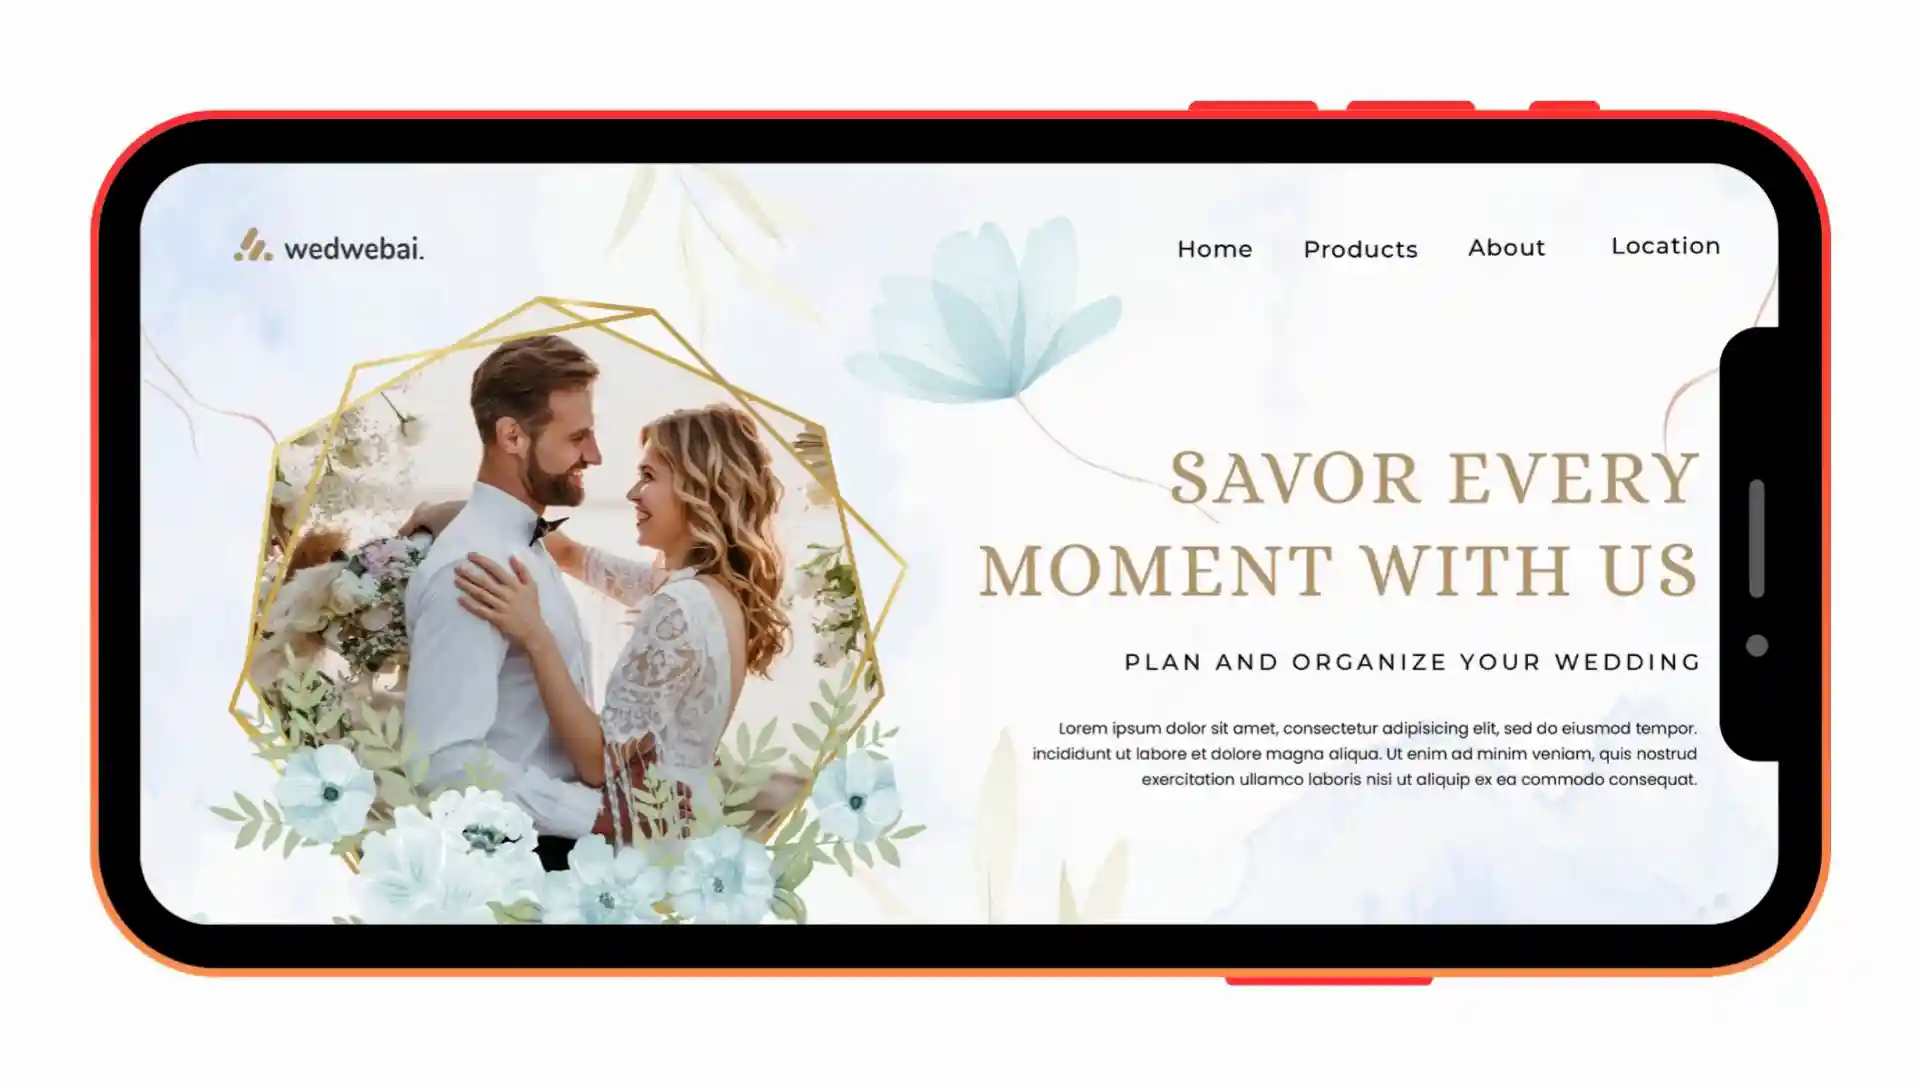 wedwebai.
Home Products About Location
SAVOR EVERY
MOMENT WITH US
PLAN AND ORGANIZE YOUR WEDDING
Lorem ipsum dolor sit amet, consectetur adipisicing elit, sed do eiusmod tempor.
incididunt ut labore et dolore magna aliqua. Ut enim ad minim veniam, quis nostrud
exercitation ullamco laboris nisi ut aliquip ex ea commodo consequat.